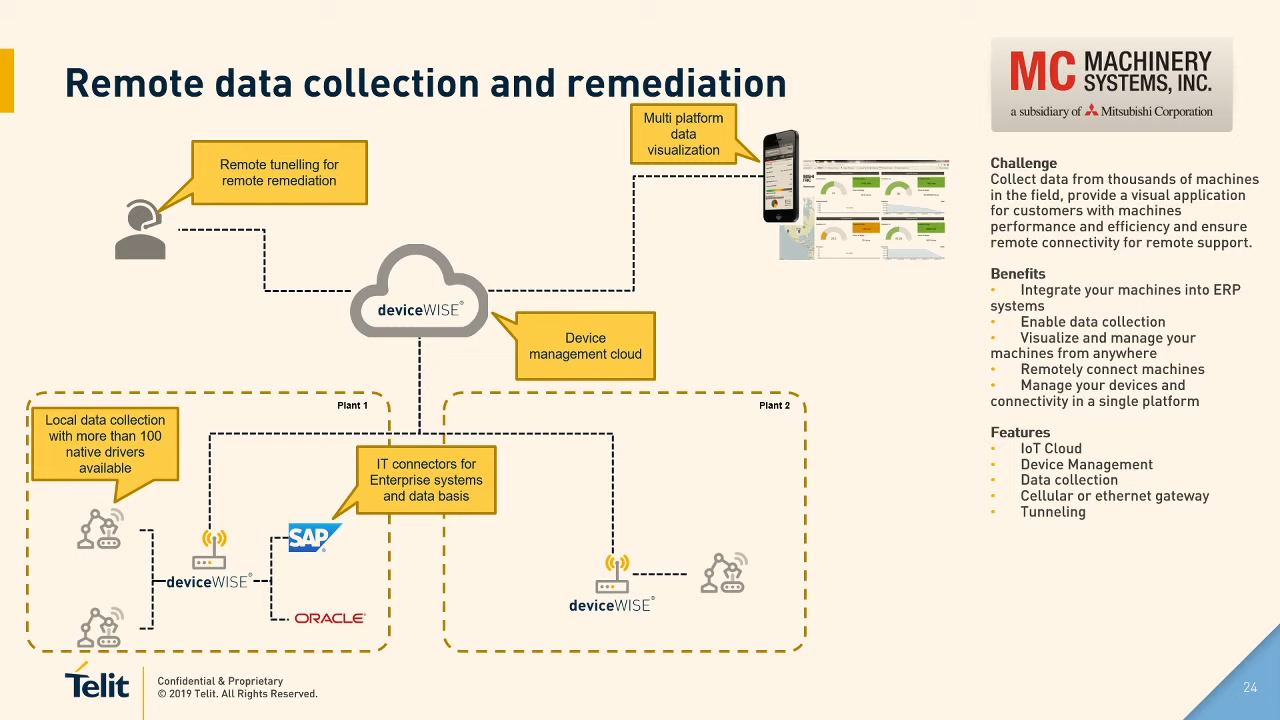 Remote data collection and remediation
MC MACHINERY
SYSTEMS, INC.
a subsidiary of Mitsubishi Corporation
Multi platform
data
visualization
Remote tunelling for
remote remediation
deviceWISE®
Device
management cloud
Challenge
Collect data from thousands of machines
in the field, provide a visual application
for customers with machines
performance and efficiency and ensure
remote connectivity for remote support.
Benefits
• Integrate your machines into ERP
systems
• Enable data collection
• Visualize and manage your
machines from anywhere
• Remotely connect machines
• Manage your devices and
connectivity in a single platform
Features
• IoT Cloud
• Device Management
• Data collection
• Cellular or ethernet gateway
• Tunneling
Plant 1
Local data collection
with more than 100
native drivers
available
IT connectors for
Enterprise systems
and data basis
SAP®
deviceWISE®
ORACLE®
Plant 2
deviceWISE®
Telit
Confidential & Proprietary
© 2019 Telit. All Rights Reserved.
24